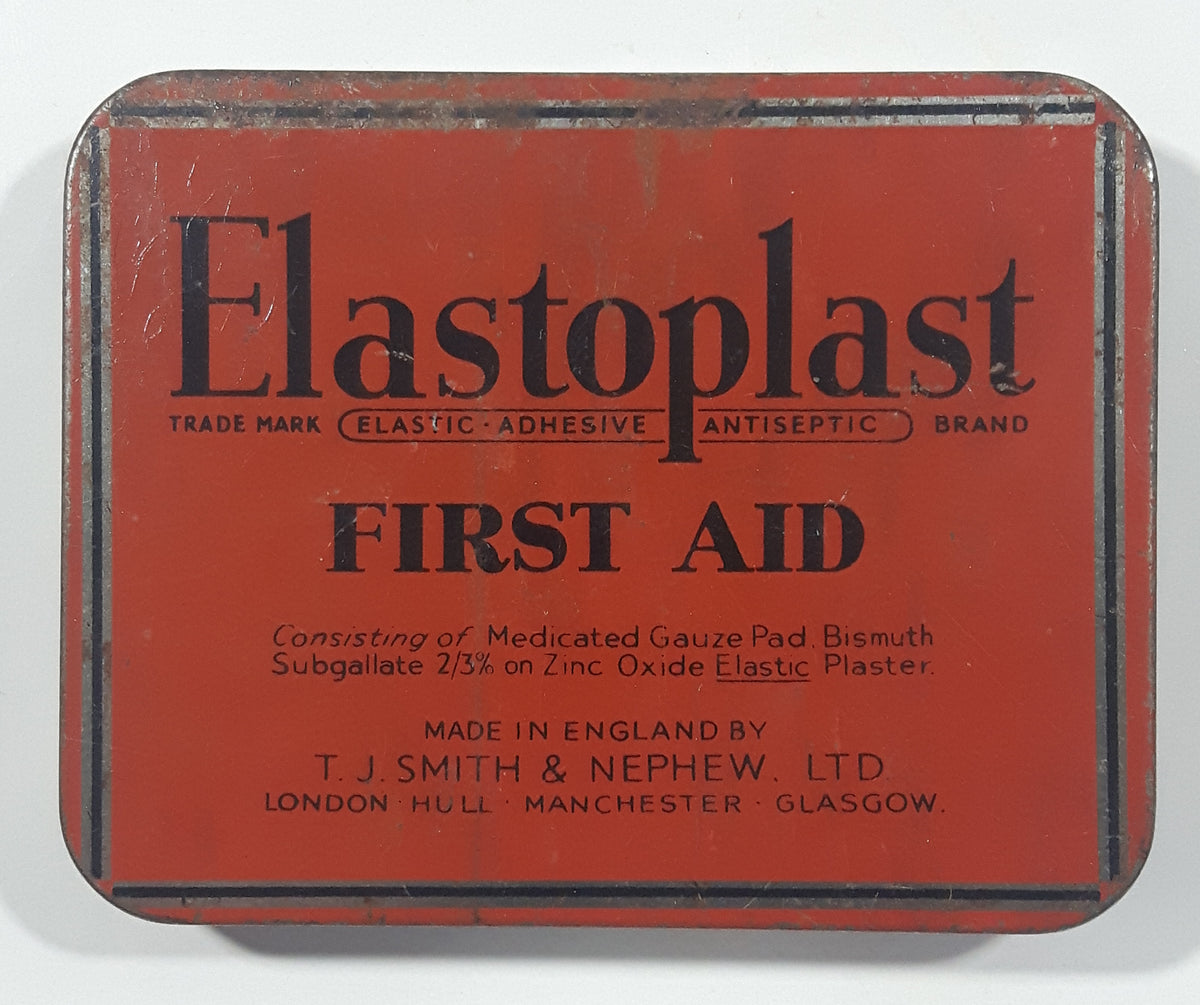 Elastoplast
TRADE MARK ELASTIC · ADHESIVE ANTISEPTIC BRAND
FIRST AID
Consisting of Medicated Gauze Pad. Bismuth
Subgallate 2/3% on Zinc Oxide Elastic Plaster.
MADE IN ENGLAND BY
T. J. SMITH & NEPHEW. LTD.
LONDON · HULL · MANCHESTER · GLASGOW.